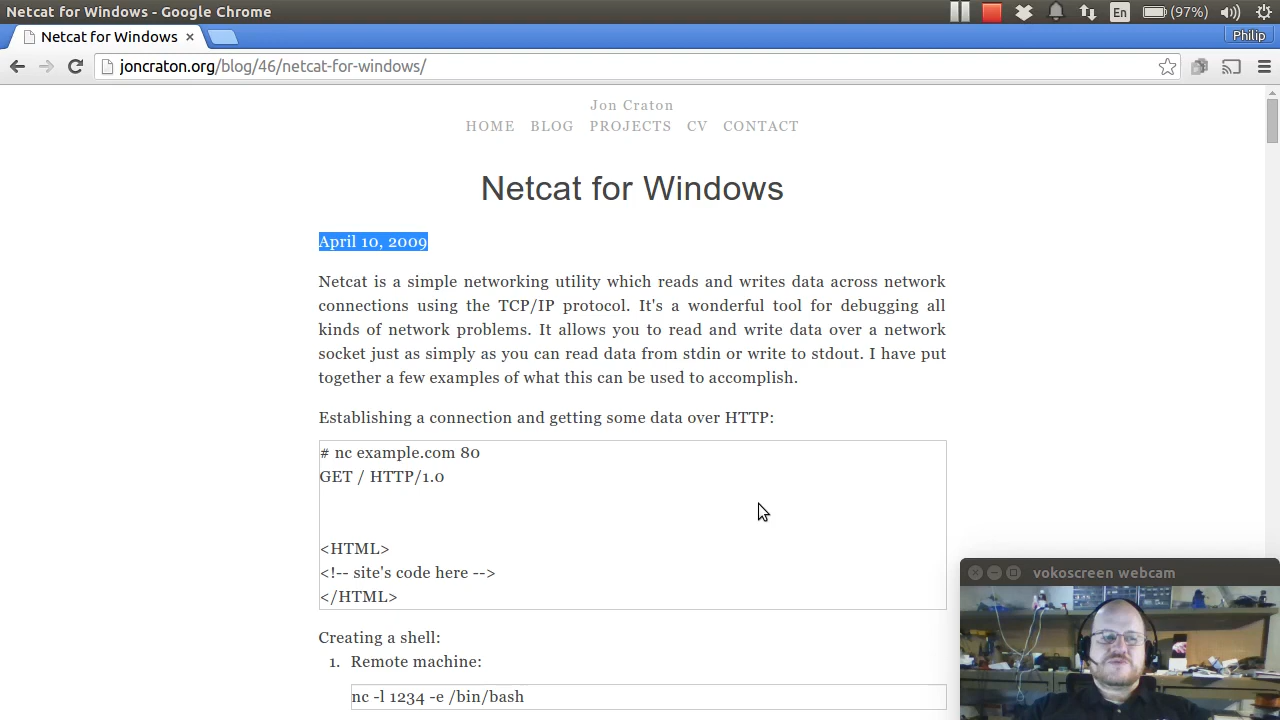 Netcat for Windows - Google Chrome
En (97%)
Netcat for Windows ×
Philip
joncraton.org/blog/46/netcat-for-windows/
Jon Craton
HOME BLOG PROJECTS CV CONTACT
Netcat for Windows
April 10, 2009
Netcat is a simple networking utility which reads and writes data across network
connections using the TCP/IP protocol. It's a wonderful tool for debugging all
kinds of network problems. It allows you to read and write data over a network
socket just as simply as you can read data from stdin or write to stdout. I have put
together a few examples of what this can be used to accomplish.
Establishing a connection and getting some data over HTTP:
# nc example.com 80
GET / HTTP/1.0
<HTML>
<!-- site's code here -->
</HTML>
Creating a shell:
1. Remote machine:
nc -l 1234 -e /bin/bash
vokoscreen webcam